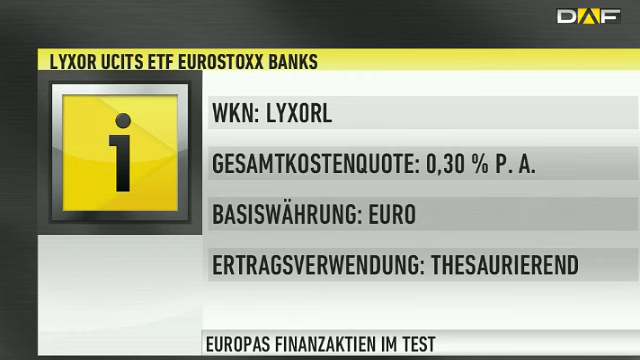 DAF
LYXOR UCITS ETF EUROSTOXX BANKS
i
WKN: LYX0RL
GESAMTKOSTENQUOTE: 0,30 % P. A.
BASISWÄHRUNG: EURO
ERTRAGSVERWENDUNG: THESAURIEREND
EUROPAS FINANZAKTIEN IM TEST